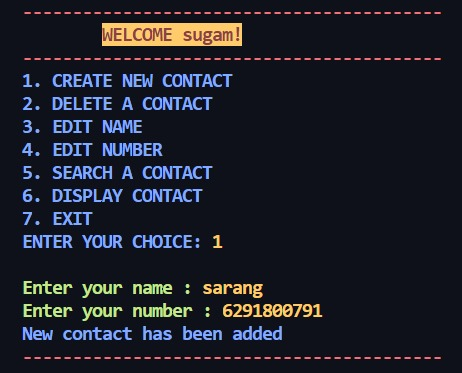 ------------------------------------------
WELCOME sugam!
------------------------------------------
1. CREATE NEW CONTACT
2. DELETE A CONTACT
3. EDIT NAME
4. EDIT NUMBER
5. SEARCH A CONTACT
6. DISPLAY CONTACT
7. EXIT
ENTER YOUR CHOICE: 1
Enter your name : sarang
Enter your number : 6291800791
New contact has been added
------------------------------------------